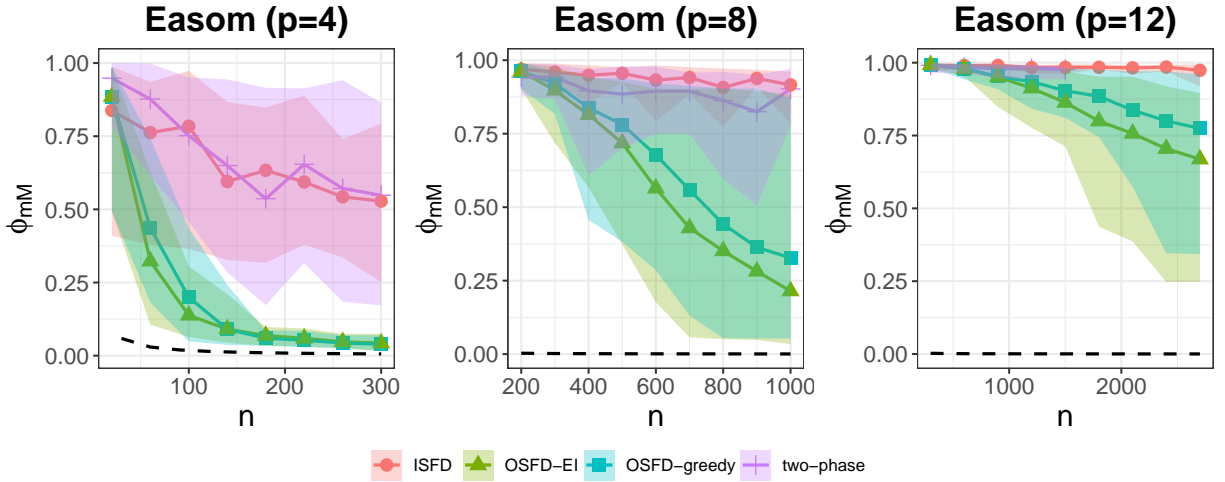 Easom (p=4)
1.00
0.75
0.50
0.25
0.00
ϕmM
100
200
300
n
Easom (p=8)
1.00
0.75
0.50
0.25
0.00
ϕmM
200
400
600
800
1000
n
Easom (p=12)
1.00
0.75
0.50
0.25
0.00
ϕmM
1000
2000
n
ISFD
OSFD−EI
OSFD−greedy
two−phase